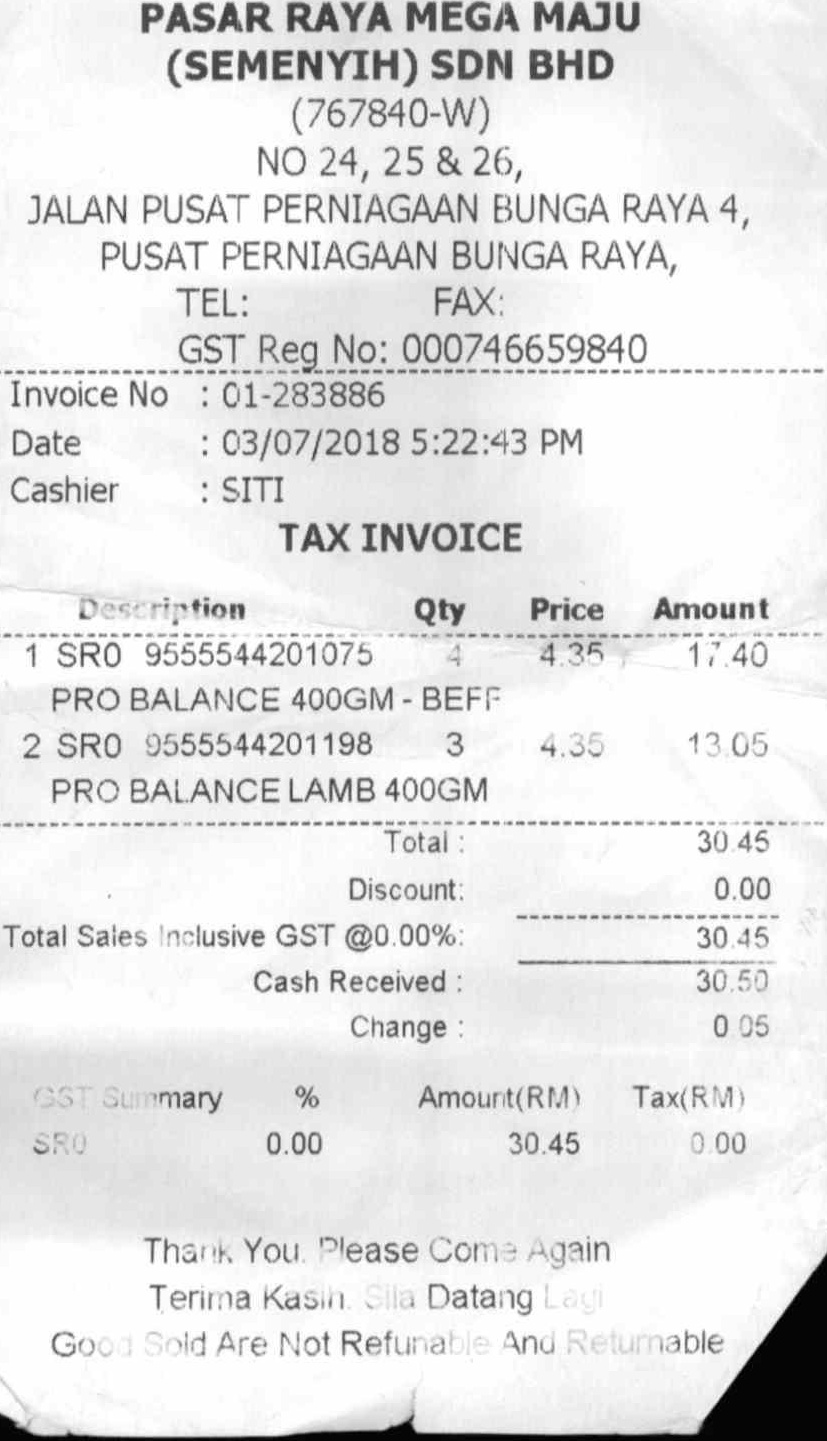 PASAR RAYA MEGA MAJU
(SEMENYIH) SDN BHD
(767840-W)
NO 24, 25 & 26,
JALAN PUSAT PERNIAGAAN BUNGA RAYA 4,
PUSAT PERNIAGAAN BUNGA RAYA,
TEL: FAX:
GST Reg No: 000746659840
Invoice No : 01-283886
Date : 03/07/2018 5:22:43 PM
Cashier : SITI
TAX INVOICE
Description Qty Price Amount
1 SR0 9555544201075 4 4.35 17.40
PRO BALANCE 400GM - BEFF
2 SR0 9555544201198 3 4.35 13.05
PRO BALANCE LAMB 400GM
Total : 30.45
Discount: 0.00
Total Sales Inclusive GST @0.00%: 30.45
Cash Received : 30.50
Change : 0.05
GST Summary % Amount(RM) Tax(RM)
SR0 0.00 30.45 0.00
Thank You. Please Come Again
Terima Kasih. Sila Datang Lagi
Good Sold Are Not Refunable And Returnable